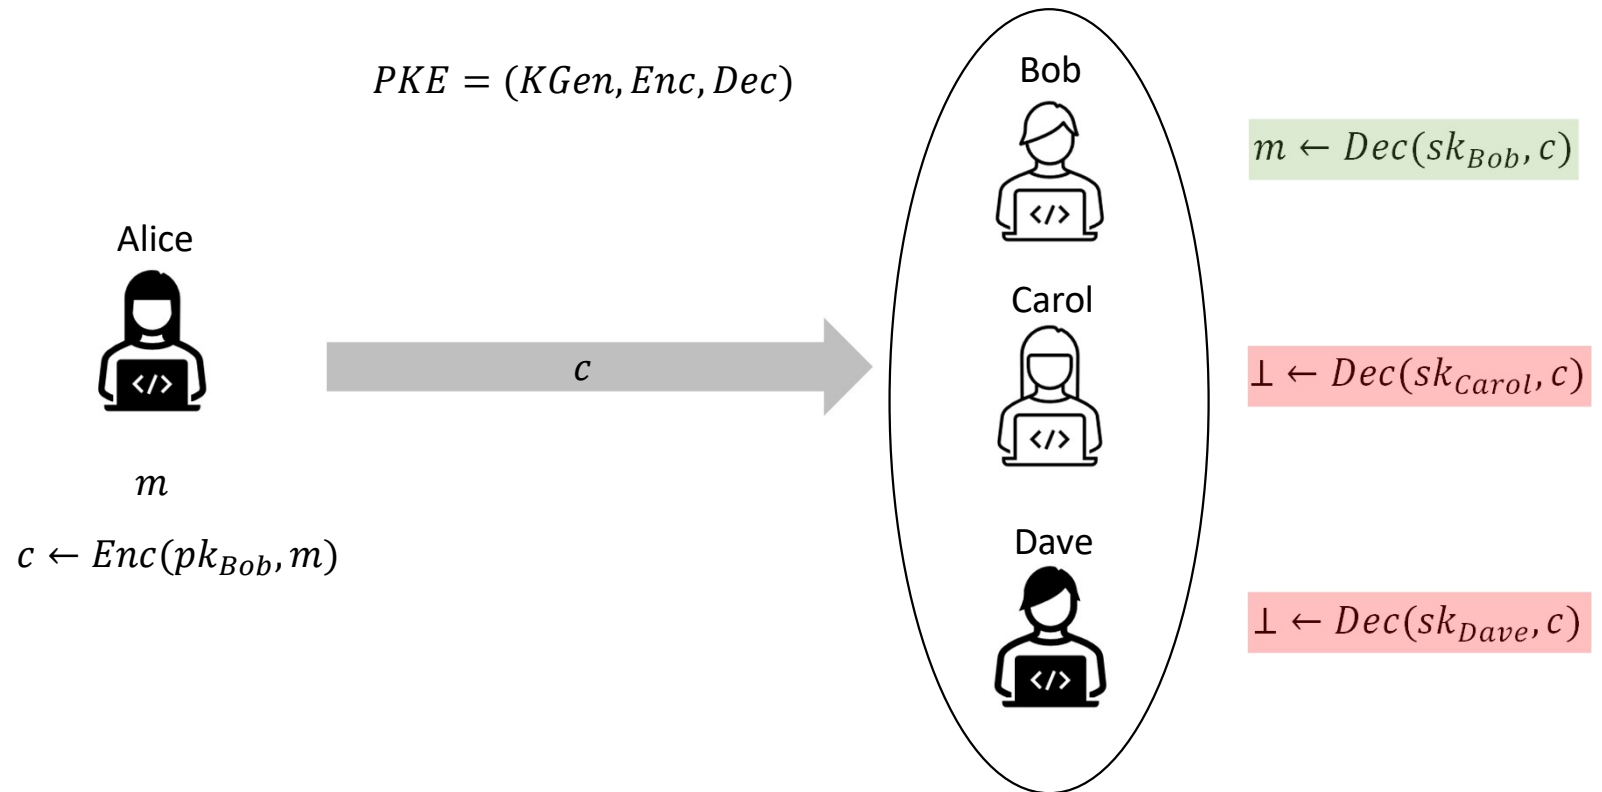 PKE = (KGen, Enc, Dec)
Alice
</>
m
c ← Enc(pk_Bob, m)
c
Bob
</>
m ← Dec(sk_Bob, c)
Carol
</>
⊥ ← Dec(sk_Carol, c)
Dave
</>
⊥ ← Dec(sk_Dave, c)